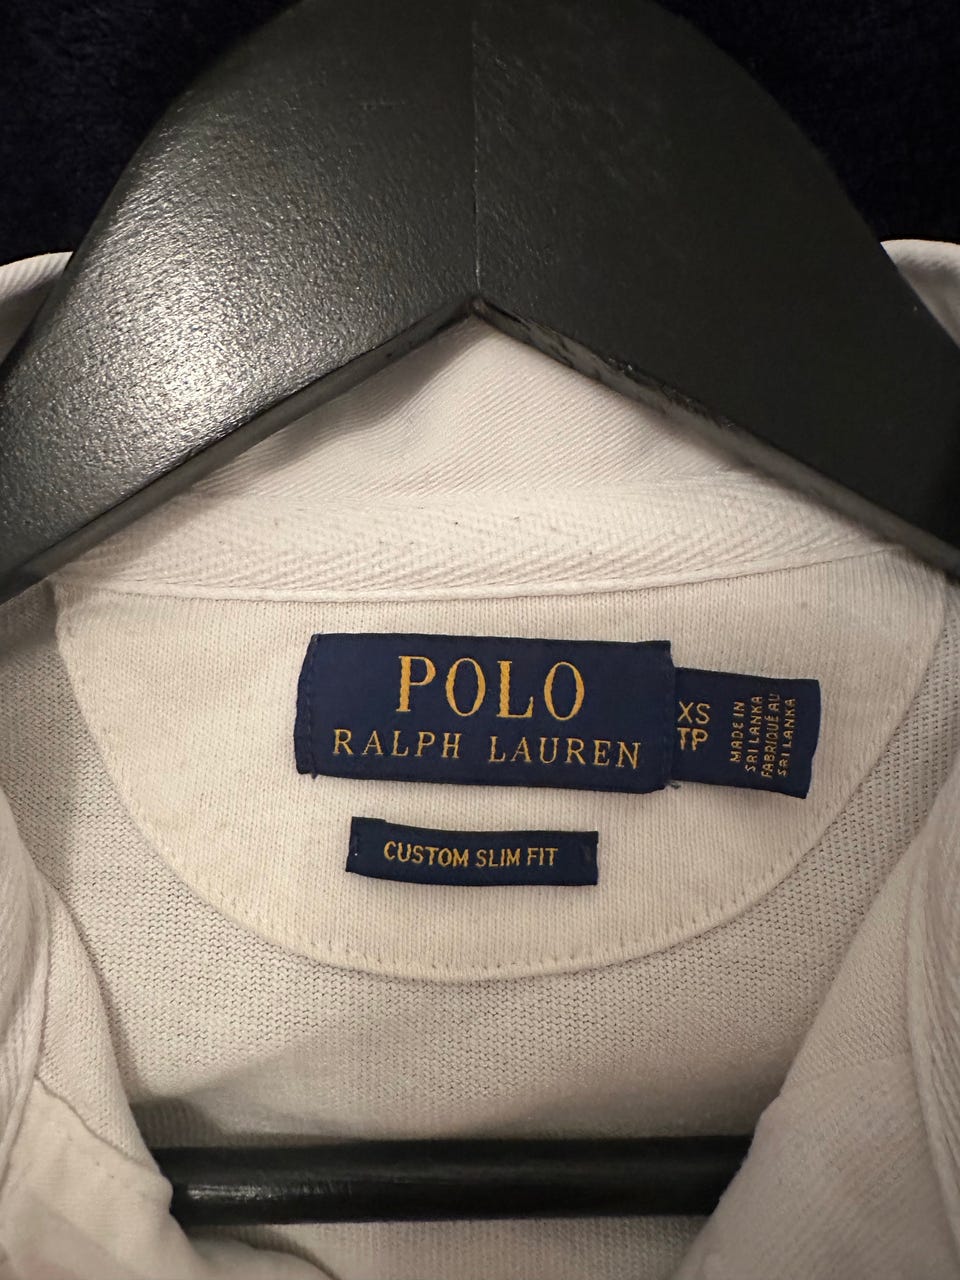 POLO
RALPH LAUREN
XS
TP
MADE IN
SRI LANKA
FABRIQUÉ AU
SRI LANKA
CUSTOM SLIM FIT